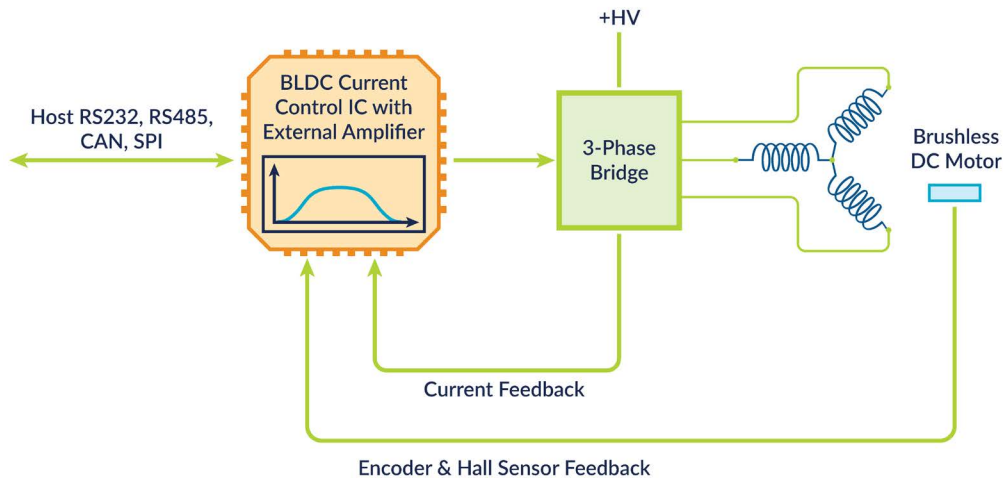 +HV
BLDC Current
Control IC with
External Amplifier
Host RS232, RS485,
CAN, SPI
3-Phase
Bridge
Brushless
DC Motor
Current Feedback
Encoder & Hall Sensor Feedback